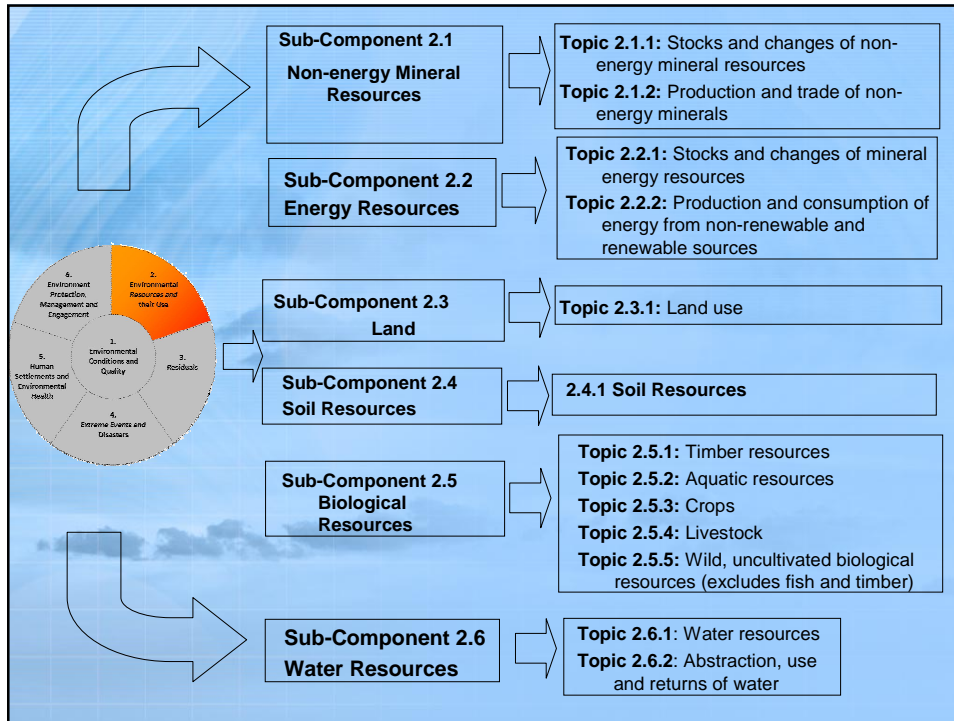 Sub-Component 2.1
Non-energy Mineral
Resources
Topic 2.1.1: Stocks and changes of non-
energy mineral resources
Topic 2.1.2: Production and trade of non-
energy minerals
Sub-Component 2.2
Energy Resources
Topic 2.2.1: Stocks and changes of mineral
energy resources
Topic 2.2.2: Production and consumption of
energy from non-renewable and
renewable sources
6.
Environment
Protection,
Management and
Engagement
2.
Environmental
Resources and
their Use
1.
Environmental
Conditions and
Quality
5.
Human
Settlements and
Environmental
Health
3.
Residuals
4.
Extreme Events and
Disasters
Sub-Component 2.3
Land
Topic 2.3.1: Land use
Sub-Component 2.4
Soil Resources
2.4.1 Soil Resources
Sub-Component 2.5
Biological
Resources
Topic 2.5.1: Timber resources
Topic 2.5.2: Aquatic resources
Topic 2.5.3: Crops
Topic 2.5.4: Livestock
Topic 2.5.5: Wild, uncultivated biological
resources (excludes fish and timber)
Sub-Component 2.6
Water Resources
Topic 2.6.1: Water resources
Topic 2.6.2: Abstraction, use
and returns of water